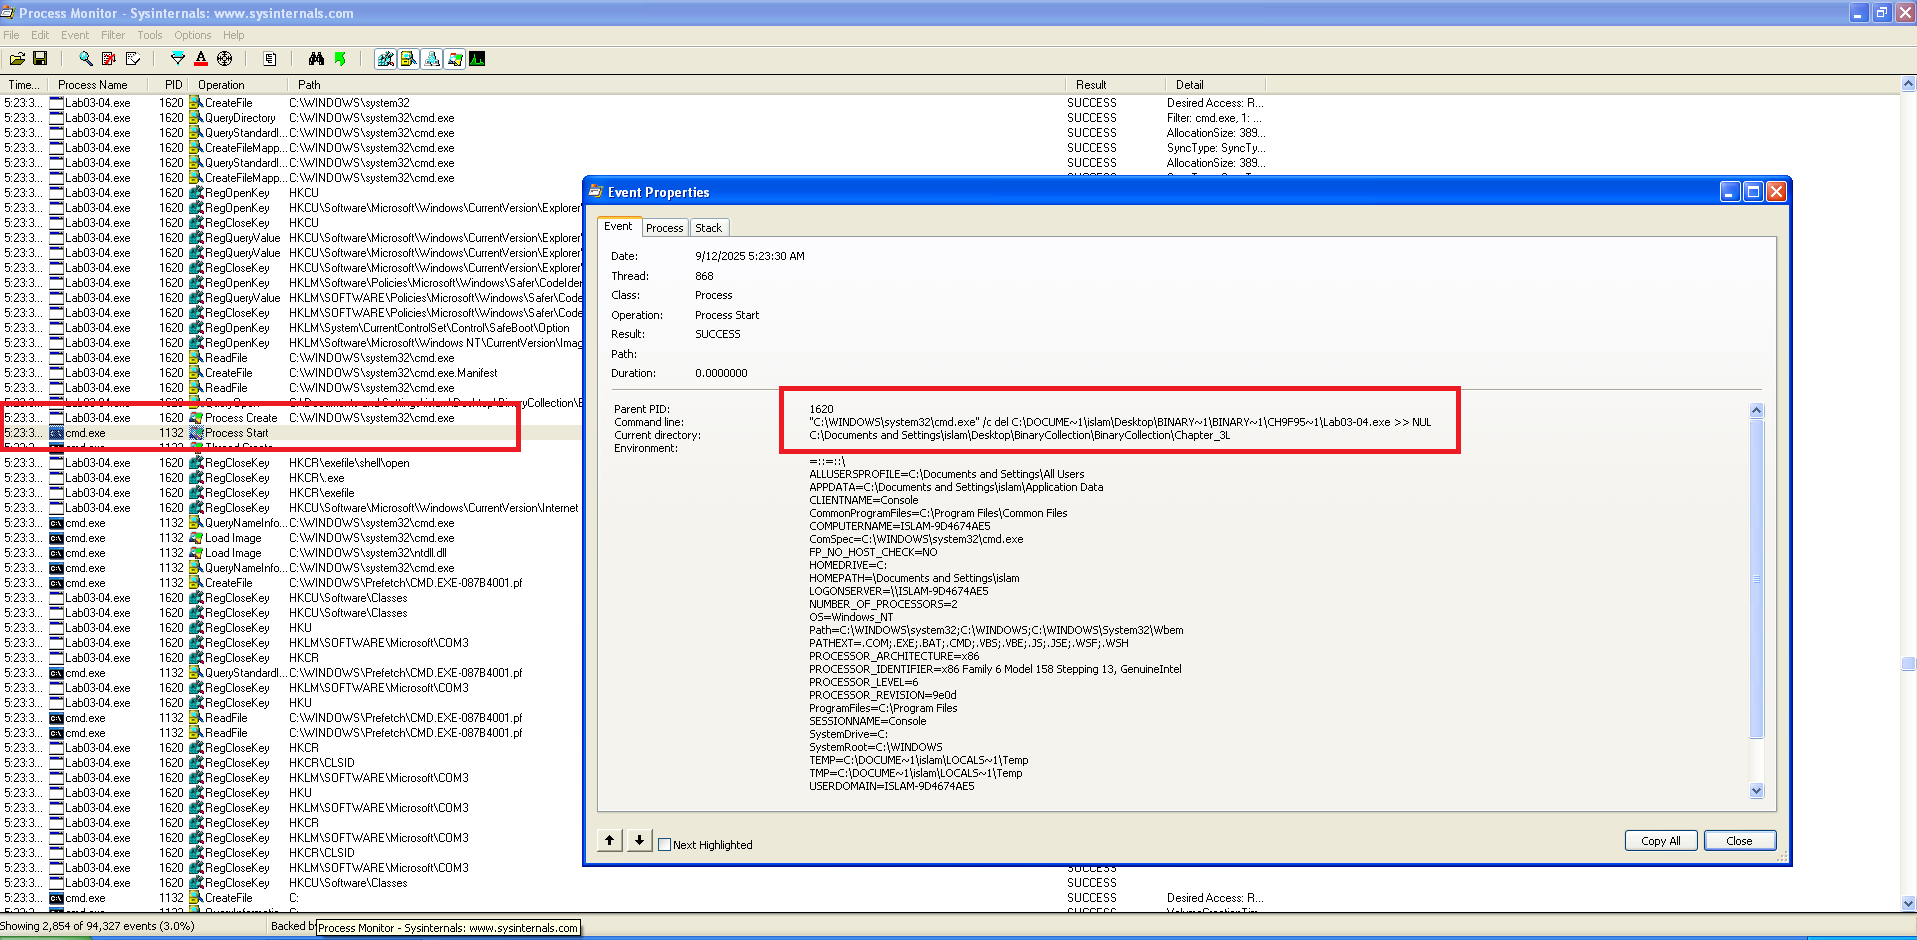 Process Monitor - Sysinternals: www.sysinternals.com
File Edit Event Filter Tools Options Help
Time... Process Name PID Operation Path Result Detail
5:23:3... Lab03-04.exe 1620 CreateFile C:\WINDOWS\system32 SUCCESS Desired Access: R...
5:23:3... Lab03-04.exe 1620 QueryDirectory C:\WINDOWS\system32\cmd.exe SUCCESS Filter: cmd.exe, 1: ...
5:23:3... Lab03-04.exe 1620 QueryStandardI... C:\WINDOWS\system32\cmd.exe SUCCESS AllocationSize: 389...
5:23:3... Lab03-04.exe 1620 CreateFileMapp... C:\WINDOWS\system32\cmd.exe SUCCESS SyncType: SyncTy...
5:23:3... Lab03-04.exe 1620 QueryStandardI... C:\WINDOWS\system32\cmd.exe SUCCESS AllocationSize: 389...
5:23:3... Lab03-04.exe 1620 CreateFileMapp... C:\WINDOWS\system32\cmd.exe
5:23:3... Lab03-04.exe 1620 RegOpenKey HKCU
5:23:3... Lab03-04.exe 1620 RegOpenKey HKCU\Software\Microsoft\Windows\CurrentVersion\Explorer\
5:23:3... Lab03-04.exe 1620 RegCloseKey HKCU
5:23:3... Lab03-04.exe 1620 RegQueryValue HKCU\Software\Microsoft\Windows\CurrentVersion\Explorer\
5:23:3... Lab03-04.exe 1620 RegQueryValue HKCU\Software\Microsoft\Windows\CurrentVersion\Explorer\
5:23:3... Lab03-04.exe 1620 RegCloseKey HKCU\Software\Microsoft\Windows\CurrentVersion\Explorer\
5:23:3... Lab03-04.exe 1620 RegOpenKey HKLM\Software\Policies\Microsoft\Windows\Safer\CodeIden
5:23:3... Lab03-04.exe 1620 RegQueryValue HKLM\SOFTWARE\Policies\Microsoft\Windows\Safer\Code
5:23:3... Lab03-04.exe 1620 RegCloseKey HKLM\SOFTWARE\Policies\Microsoft\Windows\Safer\Code
5:23:3... Lab03-04.exe 1620 RegOpenKey HKLM\System\CurrentControlSet\Control\SafeBoot\Option
5:23:3... Lab03-04.exe 1620 RegOpenKey HKLM\Software\Microsoft\Windows NT\CurrentVersion\Imag
5:23:3... Lab03-04.exe 1620 ReadFile C:\WINDOWS\system32\cmd.exe
5:23:3... Lab03-04.exe 1620 CreateFile C:\WINDOWS\system32\cmd.exe.Manifest
5:23:3... Lab03-04.exe 1620 ReadFile C:\WINDOWS\system32\cmd.exe
5:23:3... Lab03-04.exe 1620 Process Create C:\WINDOWS\system32\cmd.exe
5:23:3... cmd.exe 1132 Process Start
5:23:3... Lab03-04.exe 1620 RegCloseKey HKCR\exefile\shell\open
5:23:3... Lab03-04.exe 1620 RegCloseKey HKCR\.exe
5:23:3... Lab03-04.exe 1620 RegCloseKey HKCR\exefile
5:23:3... Lab03-04.exe 1620 RegCloseKey HKCU\Software\Microsoft\Windows\CurrentVersion\Internet
5:23:3... cmd.exe 1132 QueryNameInfo... C:\WINDOWS\system32\cmd.exe
5:23:3... cmd.exe 1132 Load Image C:\WINDOWS\system32\cmd.exe
5:23:3... cmd.exe 1132 Load Image C:\WINDOWS\system32\ntdll.dll
5:23:3... cmd.exe 1132 QueryNameInfo... C:\WINDOWS\system32\cmd.exe
5:23:3... cmd.exe 1132 CreateFile C:\WINDOWS\Prefetch\CMD.EXE-087B4001.pf
5:23:3... Lab03-04.exe 1620 RegCloseKey HKCU\Software\Classes
5:23:3... Lab03-04.exe 1620 RegCloseKey HKCU\Software\Classes
5:23:3... Lab03-04.exe 1620 RegCloseKey HKU
5:23:3... Lab03-04.exe 1620 RegCloseKey HKLM\SOFTWARE\Microsoft\COM3
5:23:3... Lab03-04.exe 1620 RegCloseKey HKCR
5:23:3... cmd.exe 1132 QueryStandardI... C:\WINDOWS\Prefetch\CMD.EXE-087B4001.pf
5:23:3... Lab03-04.exe 1620 RegCloseKey HKLM\SOFTWARE\Microsoft\COM3
5:23:3... Lab03-04.exe 1620 RegCloseKey HKU
5:23:3... cmd.exe 1132 ReadFile C:\WINDOWS\Prefetch\CMD.EXE-087B4001.pf
5:23:3... cmd.exe 1132 ReadFile C:\WINDOWS\Prefetch\CMD.EXE-087B4001.pf
5:23:3... Lab03-04.exe 1620 RegCloseKey HKCR
5:23:3... Lab03-04.exe 1620 RegCloseKey HKCR\CLSID
5:23:3... Lab03-04.exe 1620 RegCloseKey HKLM\SOFTWARE\Microsoft\COM3
5:23:3... Lab03-04.exe 1620 RegCloseKey HKU
5:23:3... Lab03-04.exe 1620 RegCloseKey HKLM\SOFTWARE\Microsoft\COM3
5:23:3... Lab03-04.exe 1620 RegCloseKey HKCR
5:23:3... Lab03-04.exe 1620 RegCloseKey HKLM\SOFTWARE\Microsoft\COM3
5:23:3... Lab03-04.exe 1620 RegCloseKey HKCR\CLSID
5:23:3... Lab03-04.exe 1620 RegCloseKey HKLM\SOFTWARE\Microsoft\COM3
5:23:3... Lab03-04.exe 1620 RegCloseKey HKCU\Software\Classes SUCCESS
5:23:3... cmd.exe 1132 CreateFile C: SUCCESS Desired Access: R...
Showing 2,854 of 94,327 events (3.0%) Backed by
Process Monitor - Sysinternals: www.sysinternals.com
Event Properties
Event Process Stack
Date: 9/12/2025 5:23:30 AM
Thread: 868
Class: Process
Operation: Process Start
Result: SUCCESS
Path:
Duration: 0.0000000
Parent PID: 1620
Command line: "C:\WINDOWS\system32\cmd.exe" /c del C:\DOCUME~1\islam\Desktop\BINARY~1\BINARY~1\CH9F95~1\Lab03-04.exe >> NUL
Current directory: C:\Documents and Settings\islam\Desktop\BinaryCollection\BinaryCollection\Chapter_3L
Environment:
=::=::\
ALLUSERSPROFILE=C:\Documents and Settings\All Users
APPDATA=C:\Documents and Settings\islam\Application Data
CLIENTNAME=Console
CommonProgramFiles=C:\Program Files\Common Files
COMPUTERNAME=ISLAM-9D4674AE5
ComSpec=C:\WINDOWS\system32\cmd.exe
FP_NO_HOST_CHECK=NO
HOMEDRIVE=C:
HOMEPATH=\Documents and Settings\islam
LOGONSERVER=\\ISLAM-9D4674AE5
NUMBER_OF_PROCESSORS=2
OS=Windows_NT
Path=C:\WINDOWS\system32;C:\WINDOWS;C:\WINDOWS\System32\Wbem
PATHEXT=.COM;.EXE;.BAT;.CMD;.VBS;.VBE;.JS;.JSE;.WSF;.WSH
PROCESSOR_ARCHITECTURE=x86
PROCESSOR_IDENTIFIER=x86 Family 6 Model 158 Stepping 13, GenuineIntel
PROCESSOR_LEVEL=6
PROCESSOR_REVISION=9e0d
ProgramFiles=C:\Program Files
SESSIONNAME=Console
SystemDrive=C:
SystemRoot=C:\WINDOWS
TEMP=C:\DOCUME~1\islam\LOCALS~1\Temp
TMP=C:\DOCUME~1\islam\LOCALS~1\Temp
USERDOMAIN=ISLAM-9D4674AE5
Next Highlighted
Copy All Close